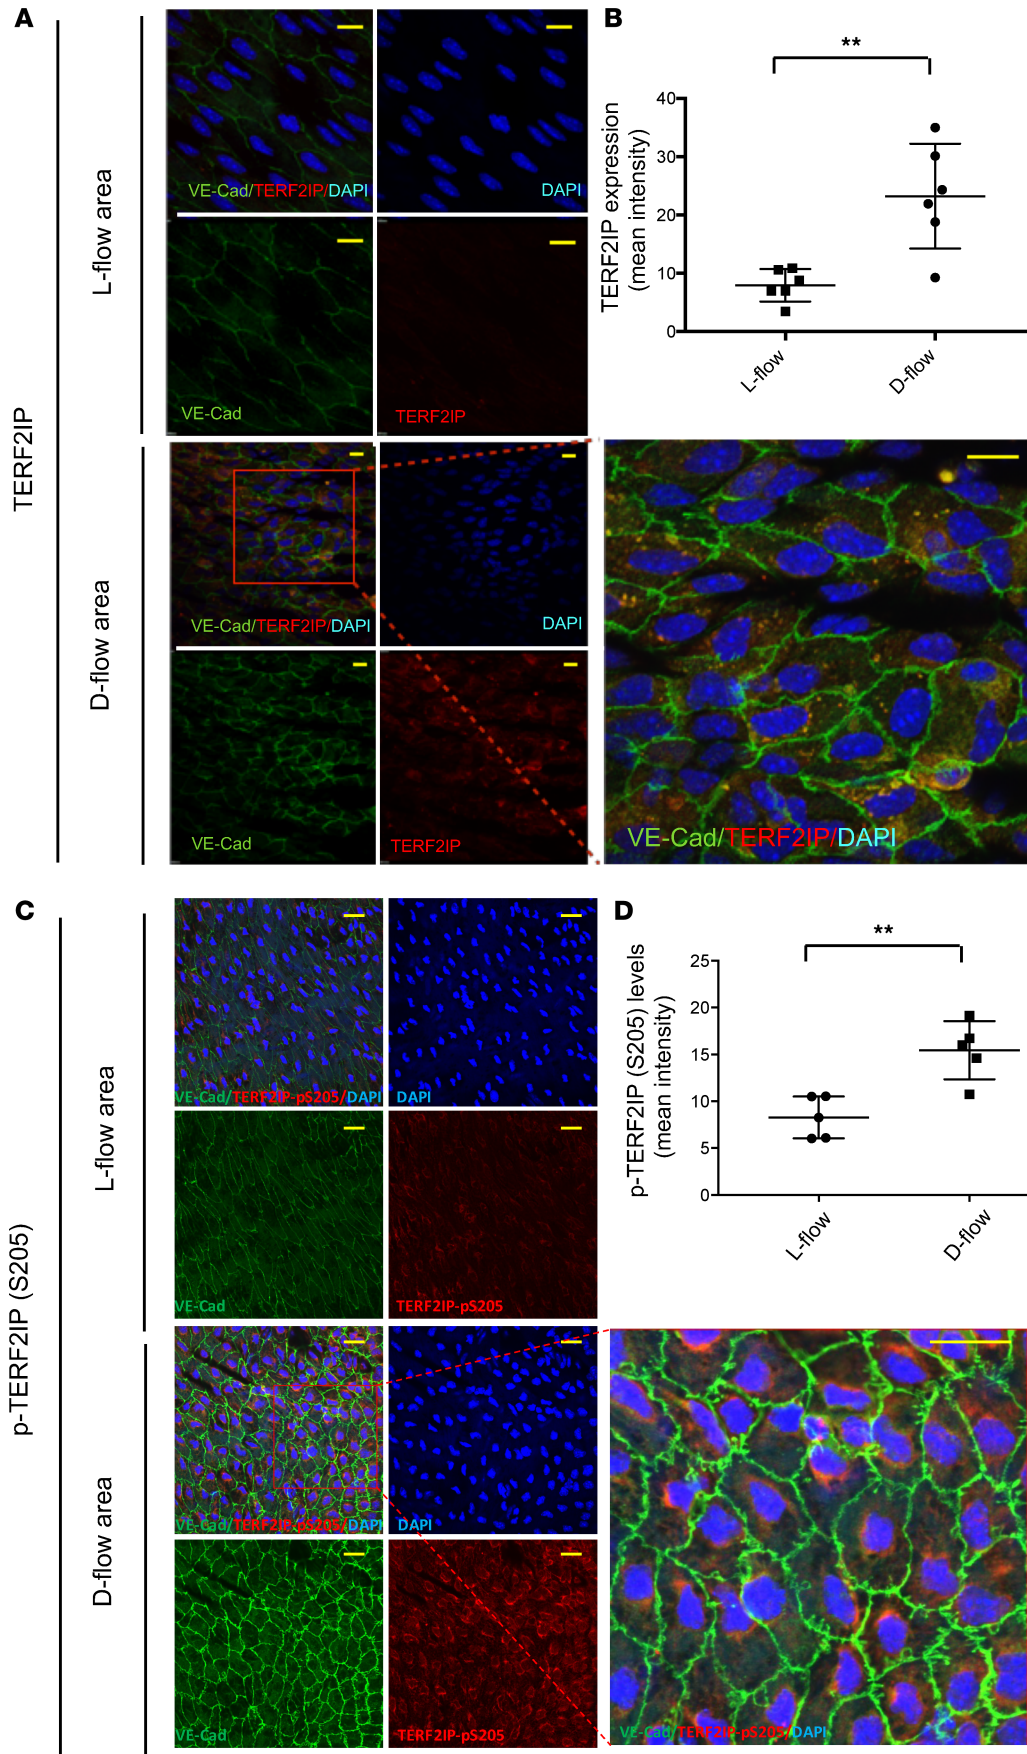 A
TERF2IP
L-flow area
VE-Cad/TERF2IP/DAPI
DAPI
VE-Cad
TERF2IP
D-flow area
VE-Cad/TERF2IP/DAPI
DAPI
VE-Cad
TERF2IP
VE-Cad/TERF2IP/DAPI
B
**
TERF2IP expression
(mean intensity)
40
30
20
10
0
L-flow
D-flow
C
p-TERF2IP (S205)
L-flow area
VE-Cad/TERF2IP-pS205/DAPI
DAPI
VE-Cad
TERF2IP-pS205
D-flow area
VE-Cad/TERF2IP-pS205/DAPI
DAPI
VE-Cad
TERF2IP-pS205
VE-Cad/TERF2IP-pS205/DAPI
D
**
p-TERF2IP (S205) levels
(mean intensity)
25
20
15
10
5
0
L-flow
D-flow